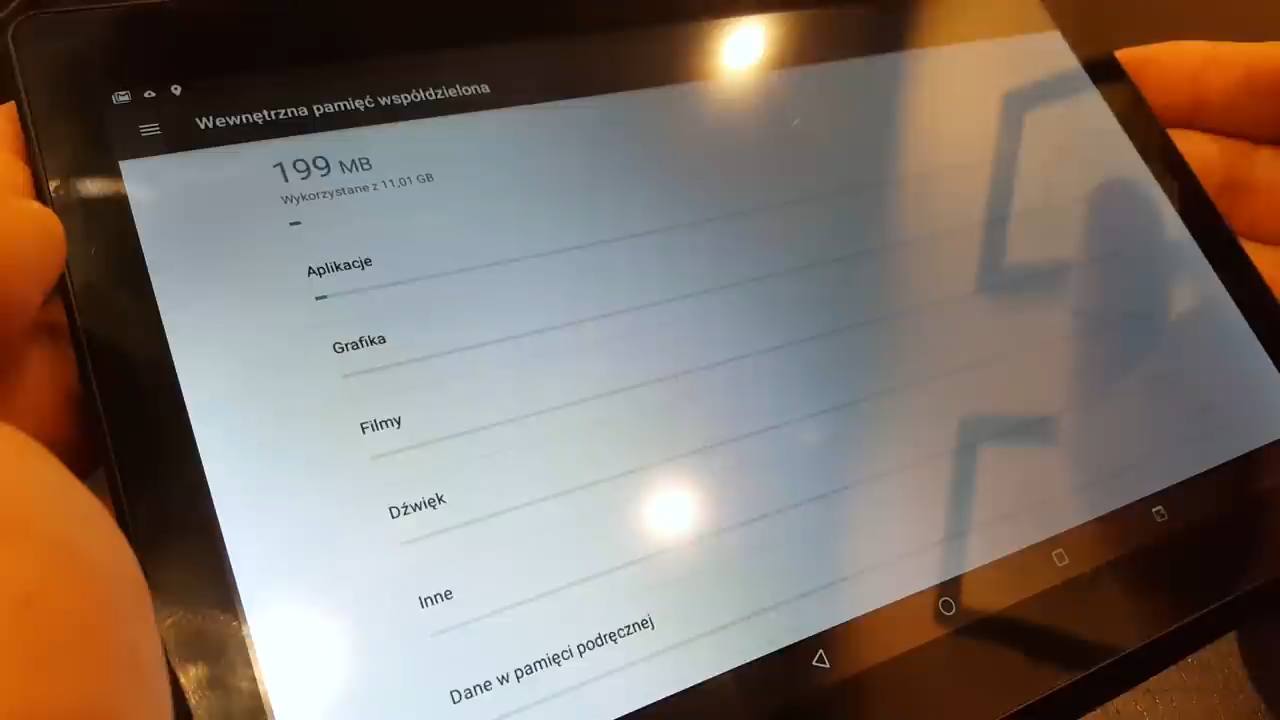 Wewnętrzna pamięć współdzielona
199 MB
Wykorzystane z 11,01 GB
Aplikacje
Grafika
Filmy
Dźwięk
Inne
Dane w pamięci podręcznej